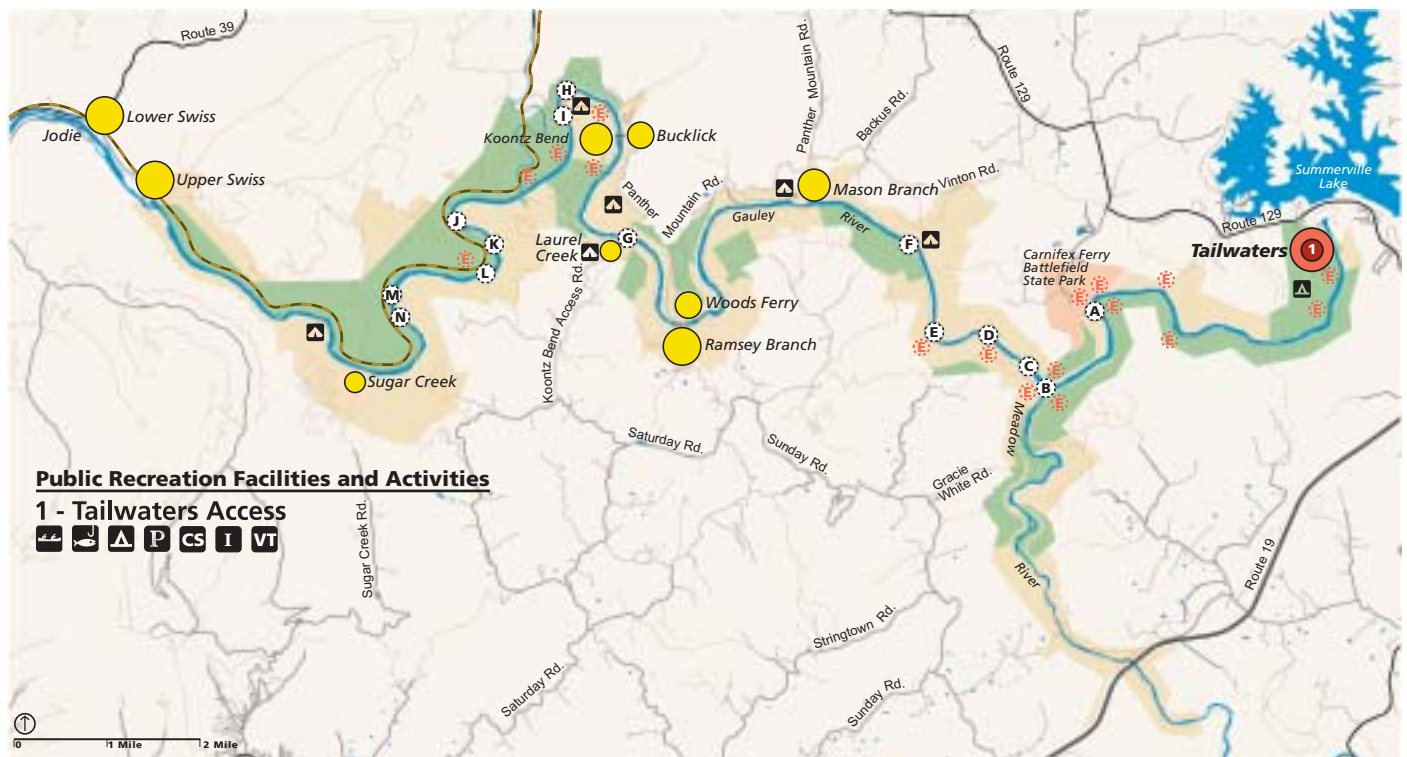 Route 39
Lower Swiss
Jodie
Upper Swiss
Koontz Bend
Bucklick
H
I
E
E
E
E
Panther
Mountain Rd.
Panther Mountain Rd.
Backus Rd.
Route 129
Mason Branch
Vinton Rd.
Gauley
River
Summerville
Lake
Route 129
Tailwaters
1
E
E
Carnifex Ferry
Battlefield
State Park
E
E
E
E
E
A
F
E
E
D
E
C
B
E
E
E
Meadow
River
G
Laurel
Creek
Woods Ferry
Ramsey Branch
J
K
L
E
M
N
Sugar Creek
Koontz Bend Access Rd.
Saturday Rd.
Sunday Rd.
Gracie
White Rd.
Route 19
Stringtown Rd.
Sunday Rd.
Saturday Rd.
Sugar Creek Rd.
Public Recreation Facilities and Activities
1 - Tailwaters Access
P CS I VT
0 1 Mile 2 Mile